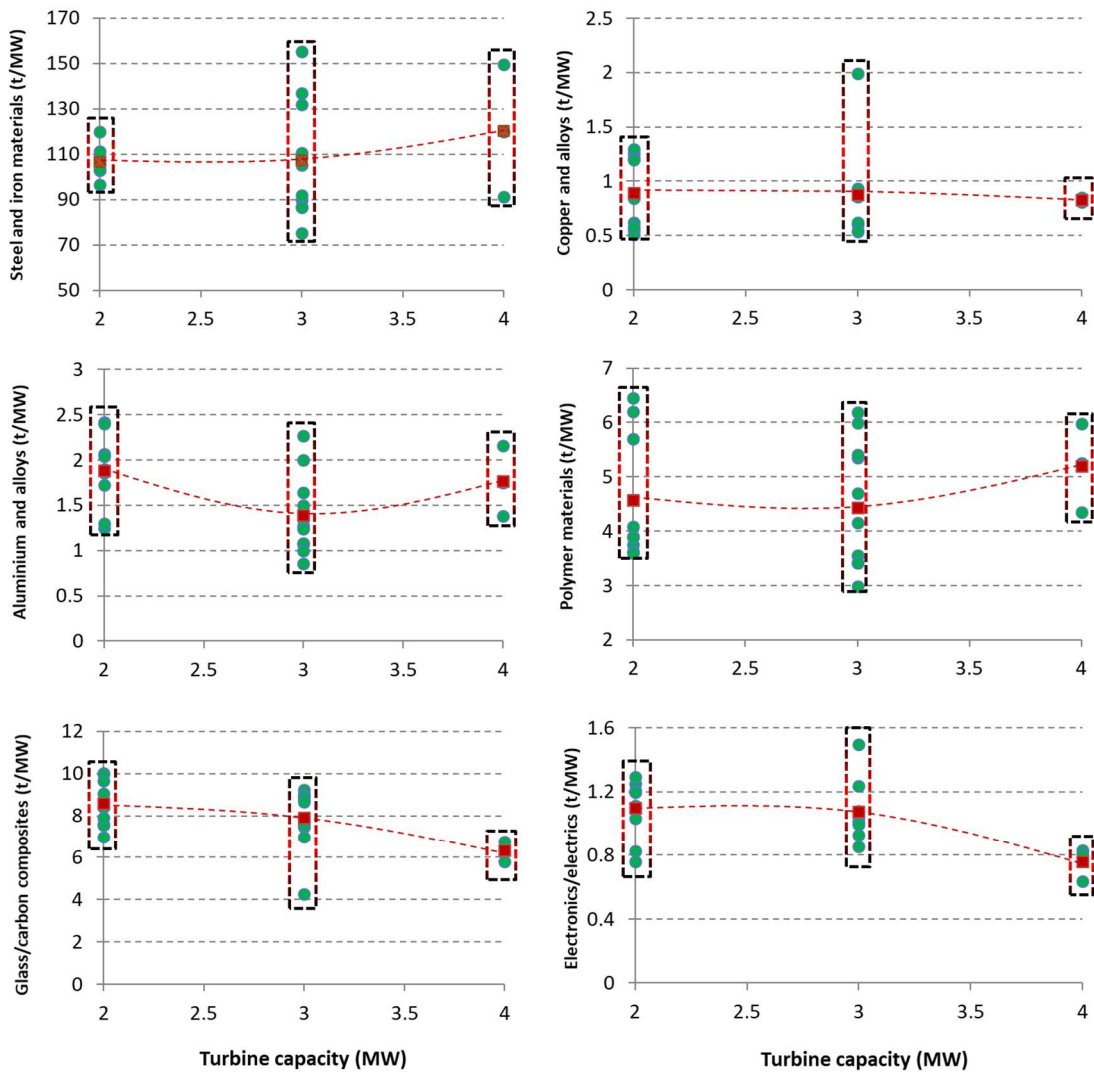 Steel and iron materials (t/MW)
170
150
130
110
90
70
50
2 2.5 3 3.5 4
Copper and alloys (t/MW)
2.5
2
1.5
1
0.5
0
2 2.5 3 3.5 4
Aluminium and alloys (t/MW)
3
2.5
2
1.5
1
0.5
0
2 2.5 3 3.5 4
Polymer materials (t/MW)
7
6
5
4
3
2
2 2.5 3 3.5 4
Glass/carbon composites (t/MW)
12
10
8
6
4
2
0
2 2.5 3 3.5 4
Turbine capacity (MW)
Electronics/electrics (t/MW)
1.6
1.2
0.8
0.4
0
2 2.5 3 3.5 4
Turbine capacity (MW)